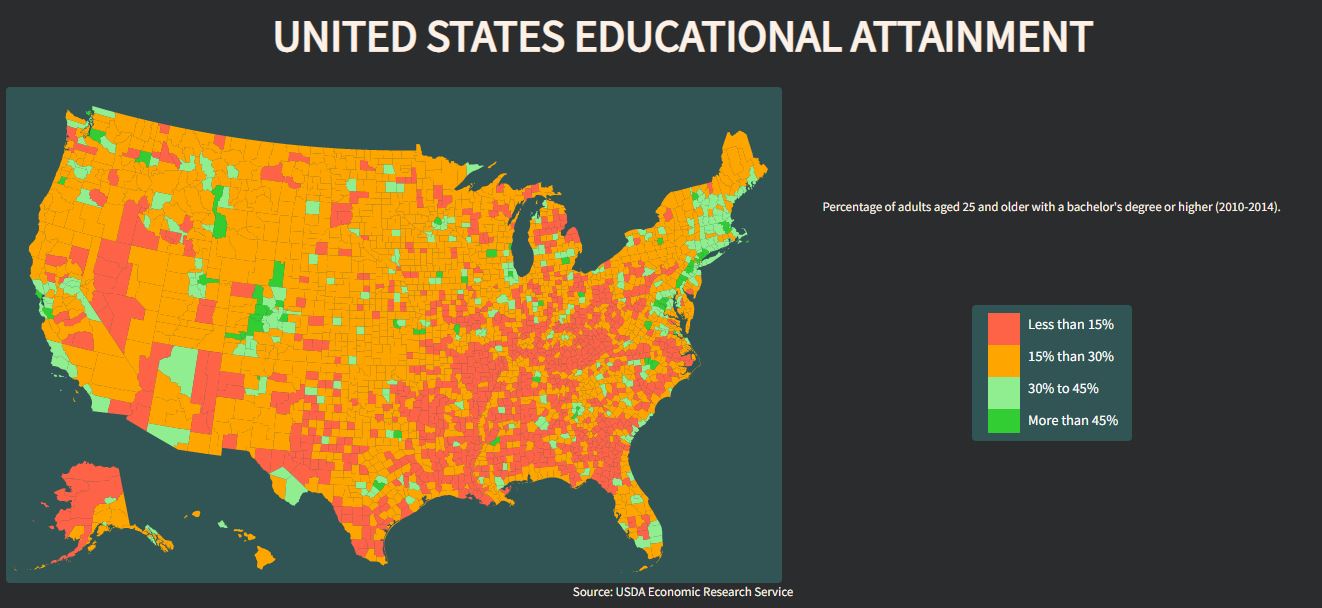 UNITED STATES EDUCATIONAL ATTAINMENT
Percentage of adults aged 25 and older with a bachelor's degree or higher (2010-2014).
Less than 15%
15% than 30%
30% to 45%
More than 45%
Source: USDA Economic Research Service